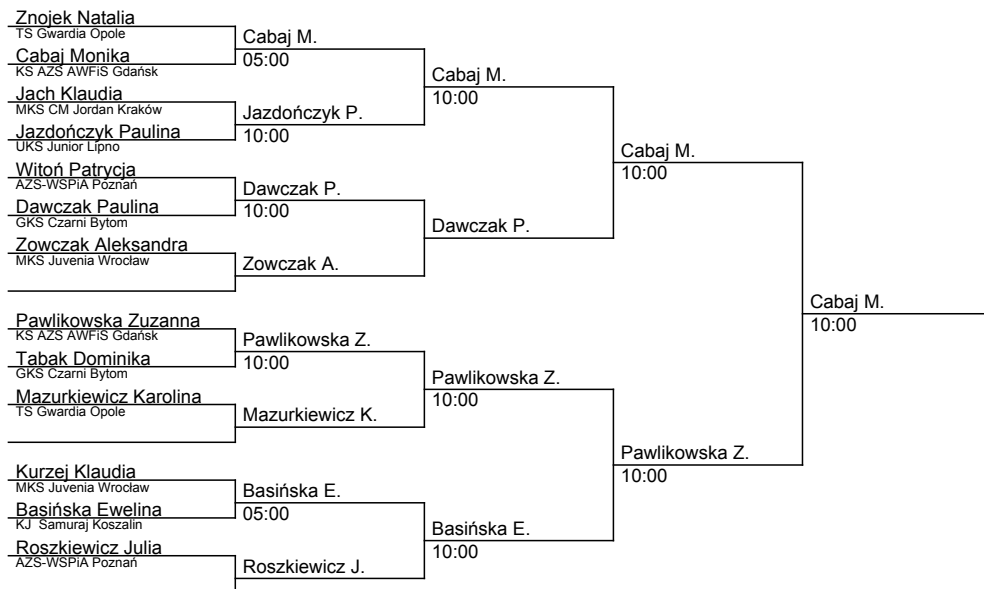 Znojek Natalia
TS Gwardia Opole
Cabaj Monika
KS AZS AWFiS Gdańsk
Jach Klaudia
MKS CM Jordan Kraków
Jazdończyk Paulina
UKS Junior Lipno
Witoń Patrycja
AZS-WSPiA Poznań
Dawczak Paulina
GKS Czarni Bytom
Zowczak Aleksandra
MKS Juvenia Wrocław
Pawlikowska Zuzanna
KS AZS AWFiS Gdańsk
Tabak Dominika
GKS Czarni Bytom
Mazurkiewicz Karolina
TS Gwardia Opole
Kurzej Klaudia
MKS Juvenia Wrocław
Basińska Ewelina
KJ Samuraj Koszalin
Roszkiewicz Julia
AZS-WSPiA Poznań
Cabaj M.
05:00
Jazdończyk P.
10:00
Dawczak P.
10:00
Zowczak A.
Pawlikowska Z.
10:00
Mazurkiewicz K.
Basińska E.
05:00
Roszkiewicz J.
Cabaj M.
10:00
Dawczak P.
Pawlikowska Z.
10:00
Basińska E.
10:00
Cabaj M.
10:00
Pawlikowska Z.
10:00
Cabaj M.
10:00